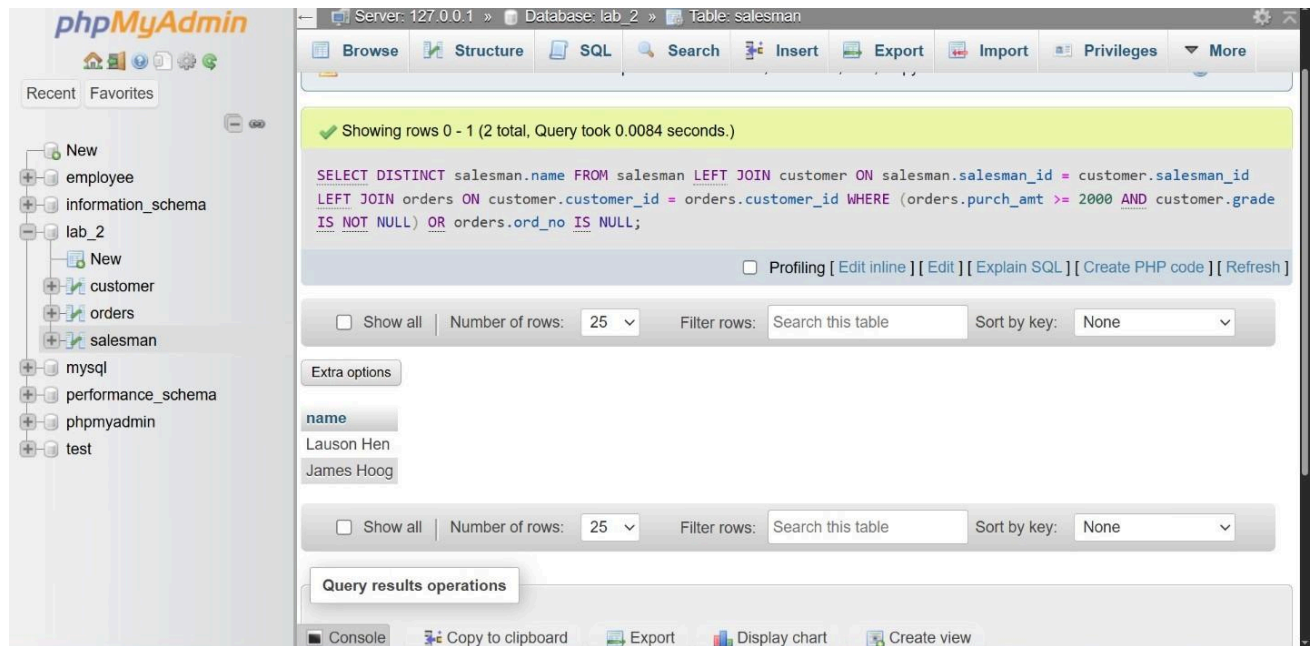 phpMyAdmin
Recent Favorites
New
employee
information_schema
lab_2
New
customer
orders
salesman
mysql
performance_schema
phpmyadmin
test
Server: 127.0.0.1 » Database: lab_2 » Table: salesman
Browse Structure SQL Search Insert Export Import Privileges More
Showing rows 0 - 1 (2 total, Query took 0.0084 seconds.)
SELECT DISTINCT salesman.name FROM salesman LEFT JOIN customer ON salesman.salesman_id = customer.salesman_id
LEFT JOIN orders ON customer.customer_id = orders.customer_id WHERE (orders.purch_amt >= 2000 AND customer.grade
IS NOT NULL) OR orders.ord_no IS NULL;
Profiling [ Edit inline ] [ Edit ] [ Explain SQL ] [ Create PHP code ] [ Refresh ]
Show all | Number of rows: 25 Filter rows: Search this table Sort by key: None
Extra options
name
Lauson Hen
James Hoog
Show all | Number of rows: 25 Filter rows: Search this table Sort by key: None
Query results operations
Console Copy to clipboard Export Display chart Create view